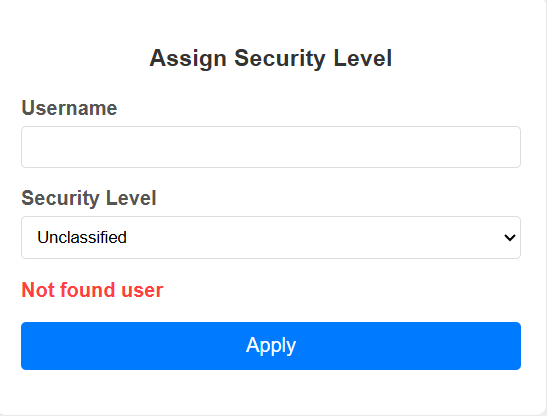 Assign Security Level
Username
Security Level
Unclassified
Not found user
Apply